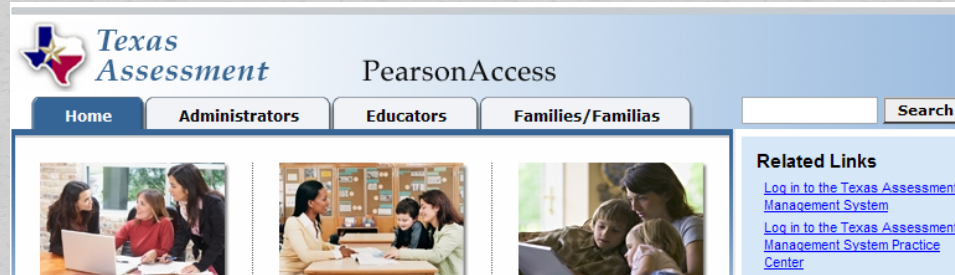 Texas
Assessment
PearsonAccess
Home
Administrators
Educators
Families/Familias
Search
Related Links
Log in to the Texas Assessment
Management System
Log in to the Texas Assessment
Management System Practice
Center